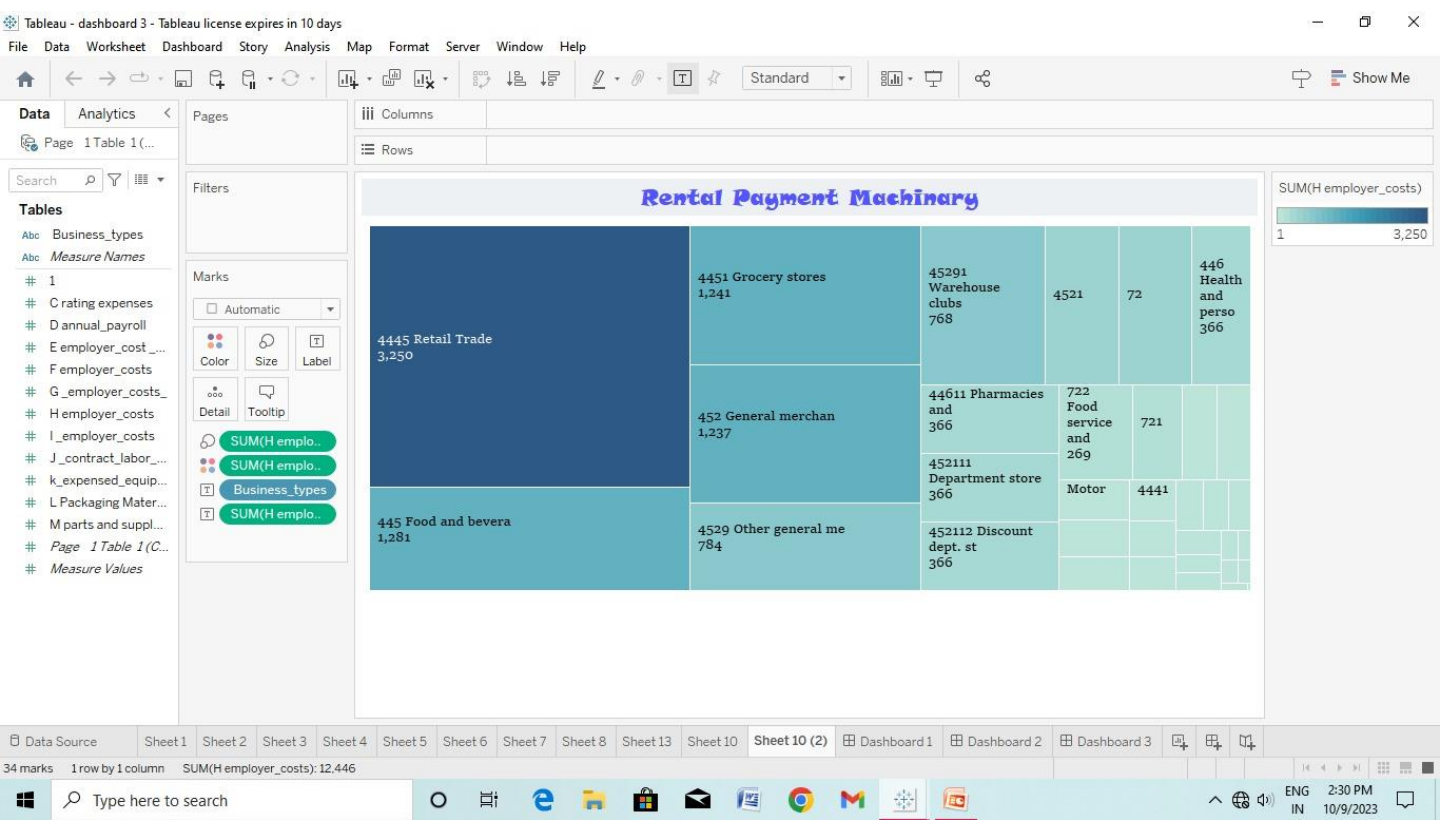 Tableau - dashboard 3 - Tableau license expires in 10 days
File Data Worksheet Dashboard Story Analysis Map Format Server Window Help
Standard
Show Me
Data Analytics
Page 1 Table 1 (...
Search
Tables
Abc Business_types
Abc Measure Names
# 1
# C rating expenses
# D annual_payroll
# E employer_cost_...
# F employer_costs
# G_employer_costs_
# H employer_costs
# I_employer_costs
# J_contract_labor_...
# k_expensed_equip...
# L Packaging Mater...
# M parts and suppl...
# Page 1 Table 1 (C...
# Measure Values
Pages
Filters
Marks
Automatic
Color Size Label
Detail Tooltip
SUM(H emplo..
SUM(H emplo..
T Business_types
T SUM(H emplo..
Columns
Rows
Rental Payment Machinary
4445 Retail Trade
3,250
445 Food and bevera
1,281
4451 Grocery stores
1,241
452 General merchan
1,237
4529 Other general me
784
45291
Warehouse
clubs
768
4521
72
446
Health
and
perso
366
44611 Pharmacies
and
366
452111
Department store
366
452112 Discount
dept. st
366
722
Food
service
and
269
721
Motor
4441
SUM(H employer_costs)
1 3,250
Data Source Sheet 1 Sheet 2 Sheet 3 Sheet 4 Sheet 5 Sheet 6 Sheet 7 Sheet 8 Sheet 13 Sheet 10 Sheet 10 (2) Dashboard 1 Dashboard 2 Dashboard 3
34 marks 1 row by 1 column SUM(H employer_costs): 12,446
Type here to search
ENG
IN
2:30 PM
10/9/2023